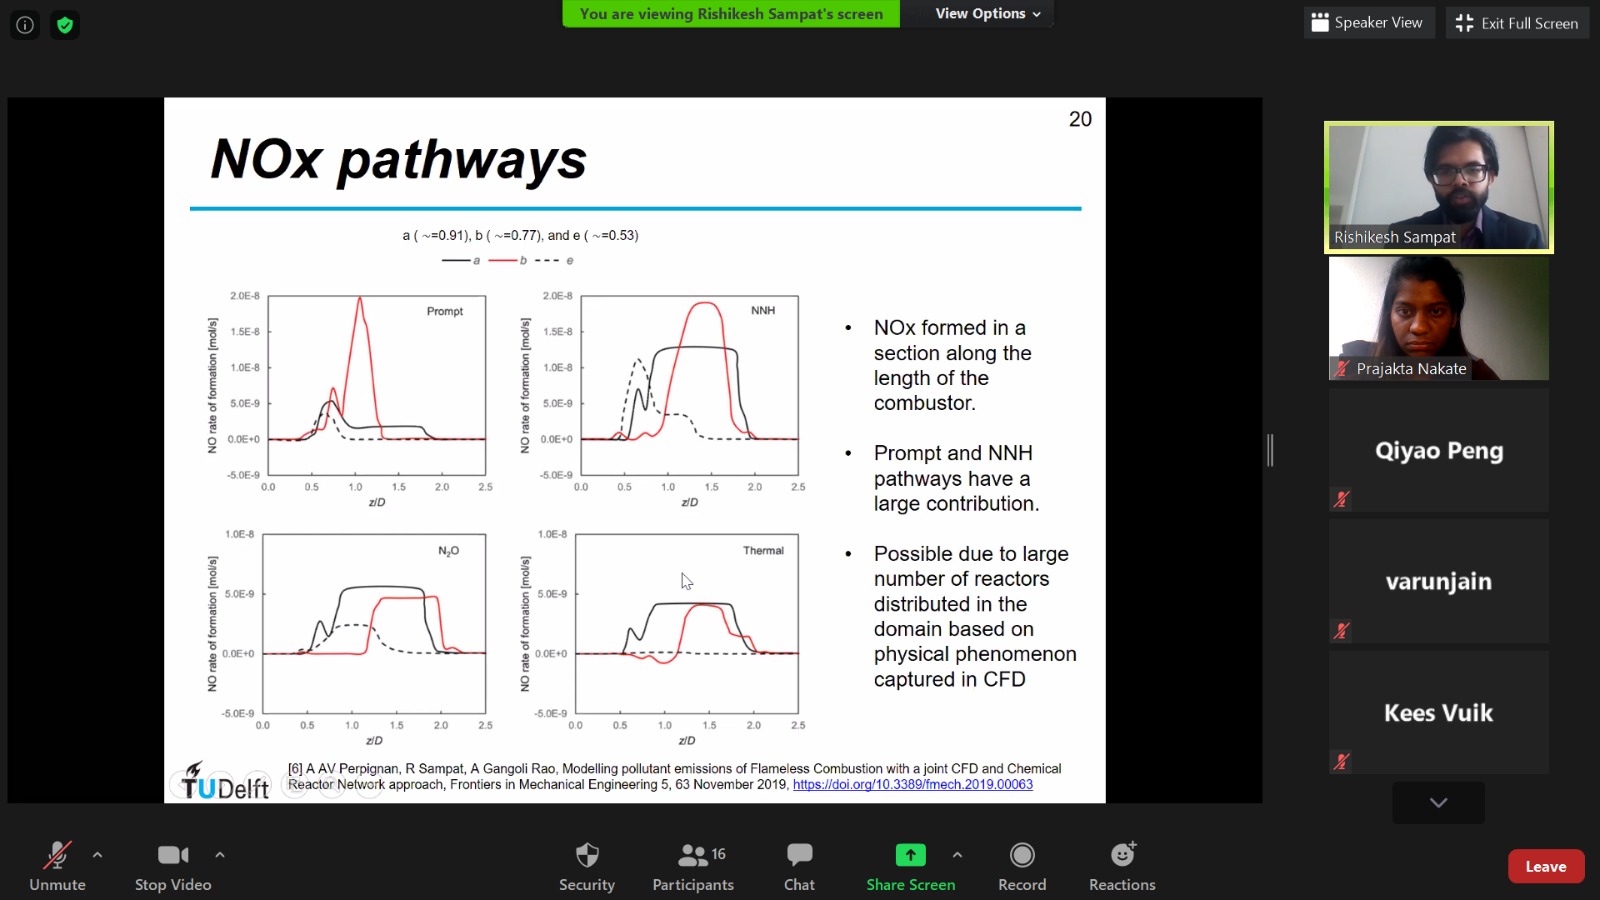 You are viewing Rishikesh Sampat's screen
View Options
Speaker View
Exit Full Screen
20
NOx pathways
a ( ~=0.91), b ( ~=0.77), and e ( ~=0.53)
a b e
Prompt
NO rate of formation [mol/s]
2.0E-8
1.5E-8
1.0E-8
5.0E-9
0.0E+0
-5.0E-9
0.0 0.5 1.0 1.5 2.0 2.5
z/D
NNH
NO rate of formation [mol/s]
2.0E-8
1.5E-8
1.0E-8
5.0E-9
0.0E+0
-5.0E-9
0.0 0.5 1.0 1.5 2.0 2.5
z/D
N2O
NO rate of formation [mol/s]
1.0E-8
5.0E-9
0.0E+0
-5.0E-9
0.0 0.5 1.0 1.5 2.0 2.5
z/D
Thermal
NO rate of formation [mol/s]
1.0E-8
5.0E-9
0.0E+0
-5.0E-9
0.0 0.5 1.0 1.5 2.0 2.5
z/D
• NOx formed in a
section along the
length of the
combustor.
• Prompt and NNH
pathways have a
large contribution.
• Possible due to large
number of reactors
distributed in the
domain based on
physical phenomenon
captured in CFD
TUDelft
[6] A AV Perpignan, R Sampat, A Gangoli Rao, Modelling pollutant emissions of Flameless Combustion with a joint CFD and Chemical
Reactor Network approach, Frontiers in Mechanical Engineering 5, 63 November 2019, https://doi.org/10.3389/fmech.2019.00063
Rishikesh Sampat
Prajakta Nakate
Qiyao Peng
varunjain
Kees Vuik
Unmute
Stop Video
Security
16
Participants
Chat
Share Screen
Record
Reactions
Leave